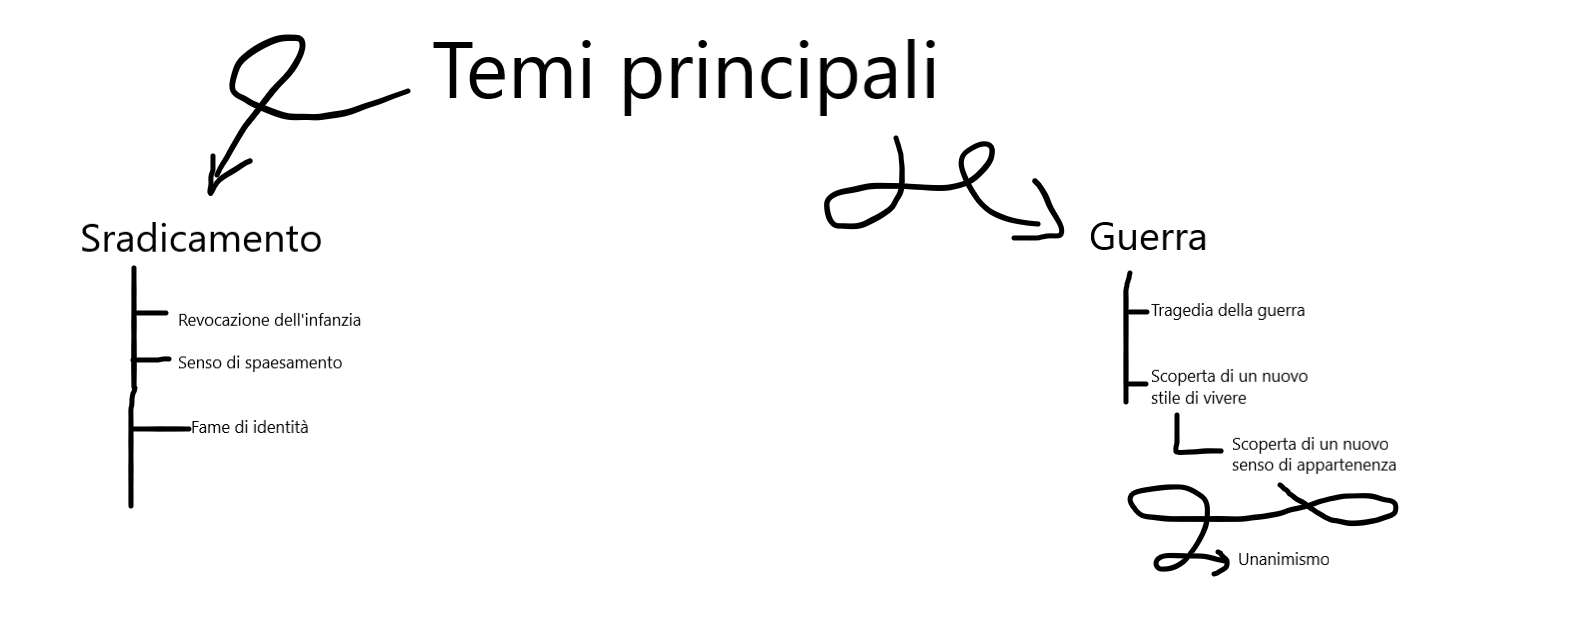 Temi principali
Sradicamento
Revocazione dell'infanzia
Senso di spaesamento
Fame di identità
Guerra
Tragedia della guerra
Scoperta di un nuovo
stile di vivere
Scoperta di un nuovo
senso di appartenenza
Unanimismo